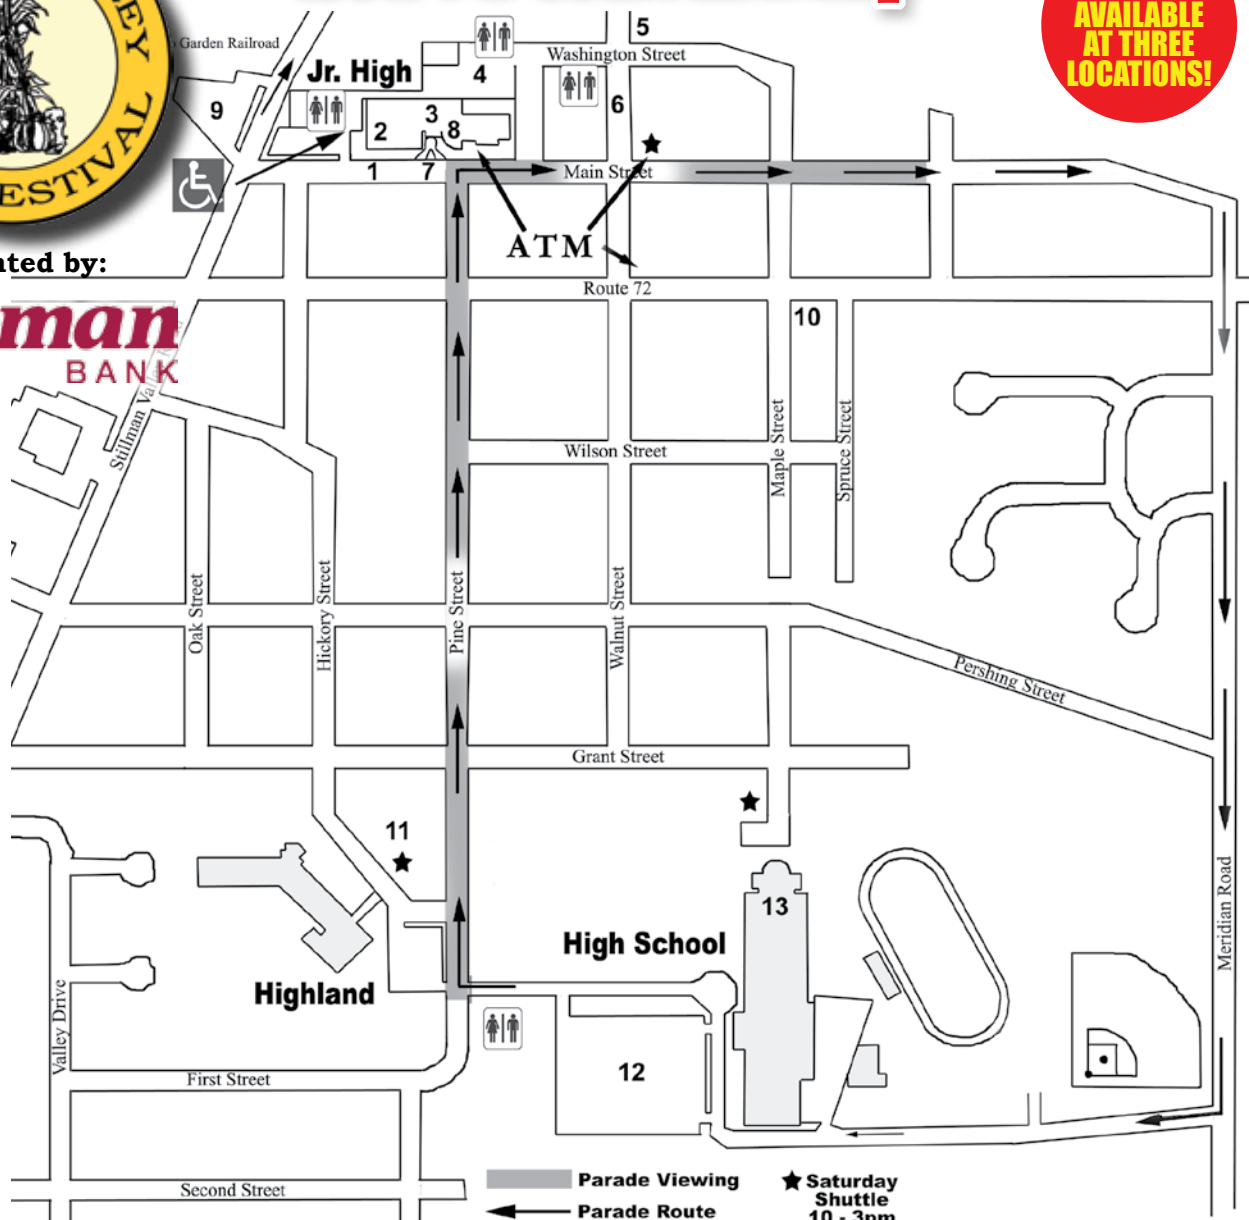 AVAILABLE
AT THREE
LOCATIONS!
EY
ESTIVAL
Garden Railroad
Jr. High
5
Washington Street
4
9
6
3
2
8
1
7
Main Street
ATM
nted by:
Route 72
man
BANK
10
Stillman Valley Road
Maple Street
Spruce Street
Wilson Street
Oak Street
Hickory Street
Pine Street
Walnut Street
Pershing Street
Grant Street
11
13
High School
Highland
Meridian Road
Valley Drive
12
First Street
Second Street
Parade Viewing
Parade Route
Saturday
Shuttle
10 - 3pm